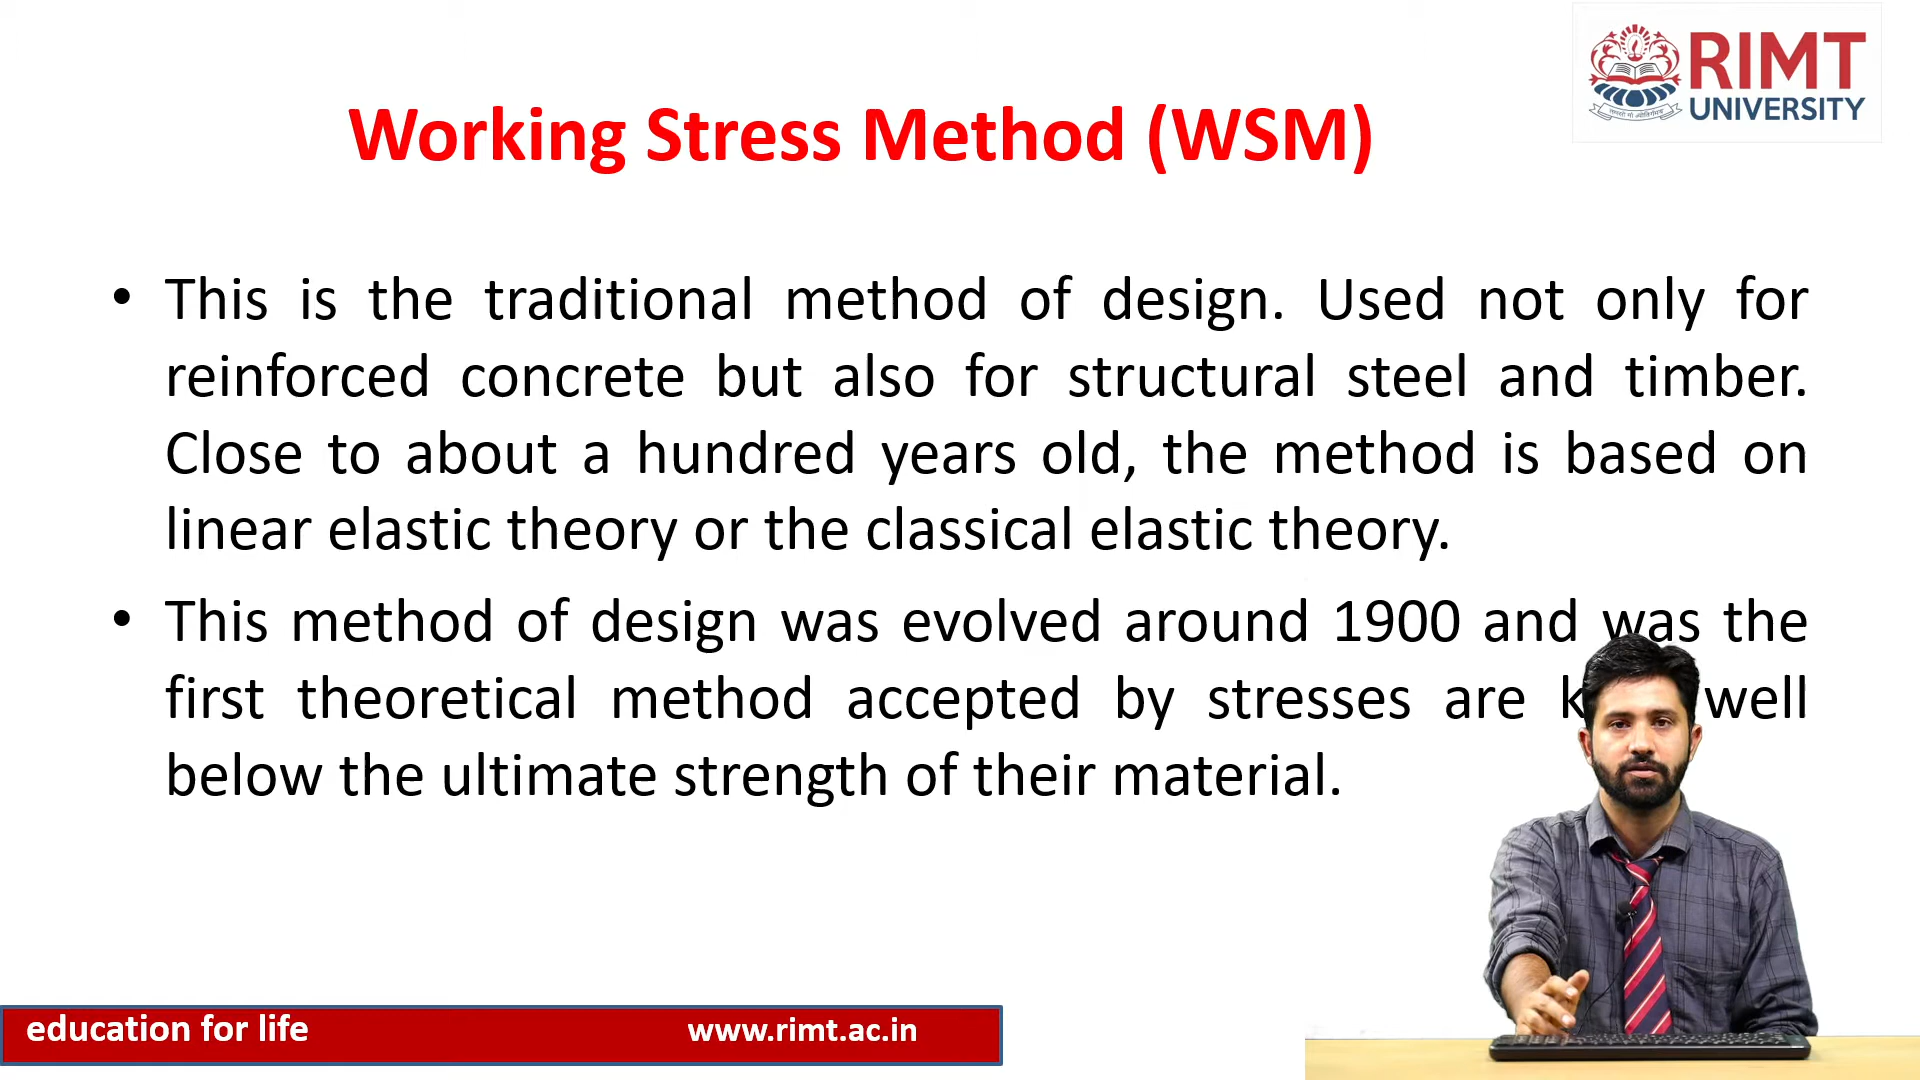 RIMT
UNIVERSITY
Working Stress Method (WSM)
• This is the traditional method of design. Used not only for
reinforced concrete but also for structural steel and timber.
Close to about a hundred years old, the method is based on
linear elastic theory or the classical elastic theory.
• This method of design was evolved around 1900 and was the
first theoretical method accepted by stresses are well
below the ultimate strength of their material.
education for life
www.rimt.ac.in